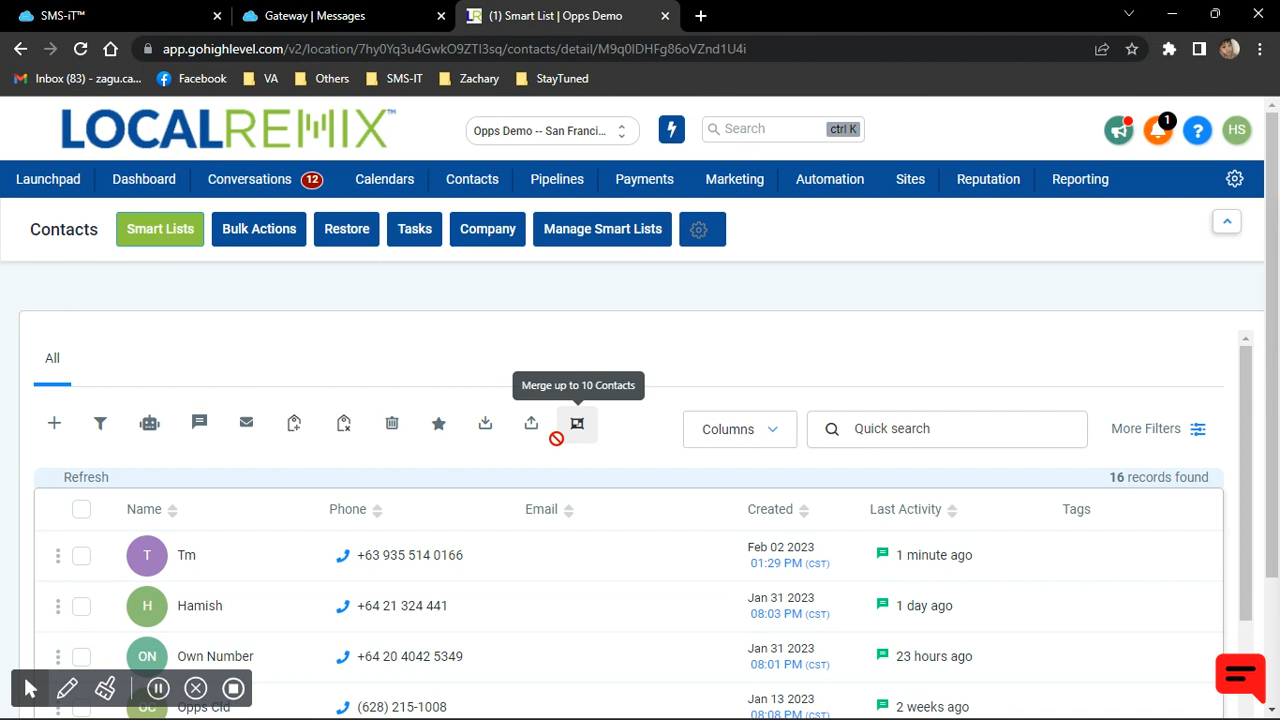 SMS-iT™
Gateway | Messages
(1) Smart List | Opps Demo
app.gohighlevel.com/v2/location/7hy0Yq3u4GwkO9ZTI3sq/contacts/detail/M9q0IDHFg86oVZnd1U4i
Inbox (83) - zagu.ca...
Facebook
VA
Others
SMS-IT
Zachary
StayTuned
LOCALREMIX™
Opps Demo -- San Franci...
Search
ctrl K
1
HS
Launchpad
Dashboard
Conversations
12
Calendars
Contacts
Pipelines
Payments
Marketing
Automation
Sites
Reputation
Reporting
Contacts
Smart Lists
Bulk Actions
Restore
Tasks
Company
Manage Smart Lists
All
Merge up to 10 Contacts
Columns
Quick search
More Filters
Refresh
16 records found
Name
Phone
Email
Created
Last Activity
Tags
T
Tm
+63 935 514 0166
Feb 02 2023
01:29 PM (CST)
1 minute ago
H
Hamish
+64 21 324 441
Jan 31 2023
08:03 PM (CST)
1 day ago
ON
Own Number
+64 20 4042 5349
Jan 31 2023
08:01 PM (CST)
23 hours ago
Opps Cld
(628) 215-1008
Jan 13 2023
08:08 PM (CST)
2 weeks ago